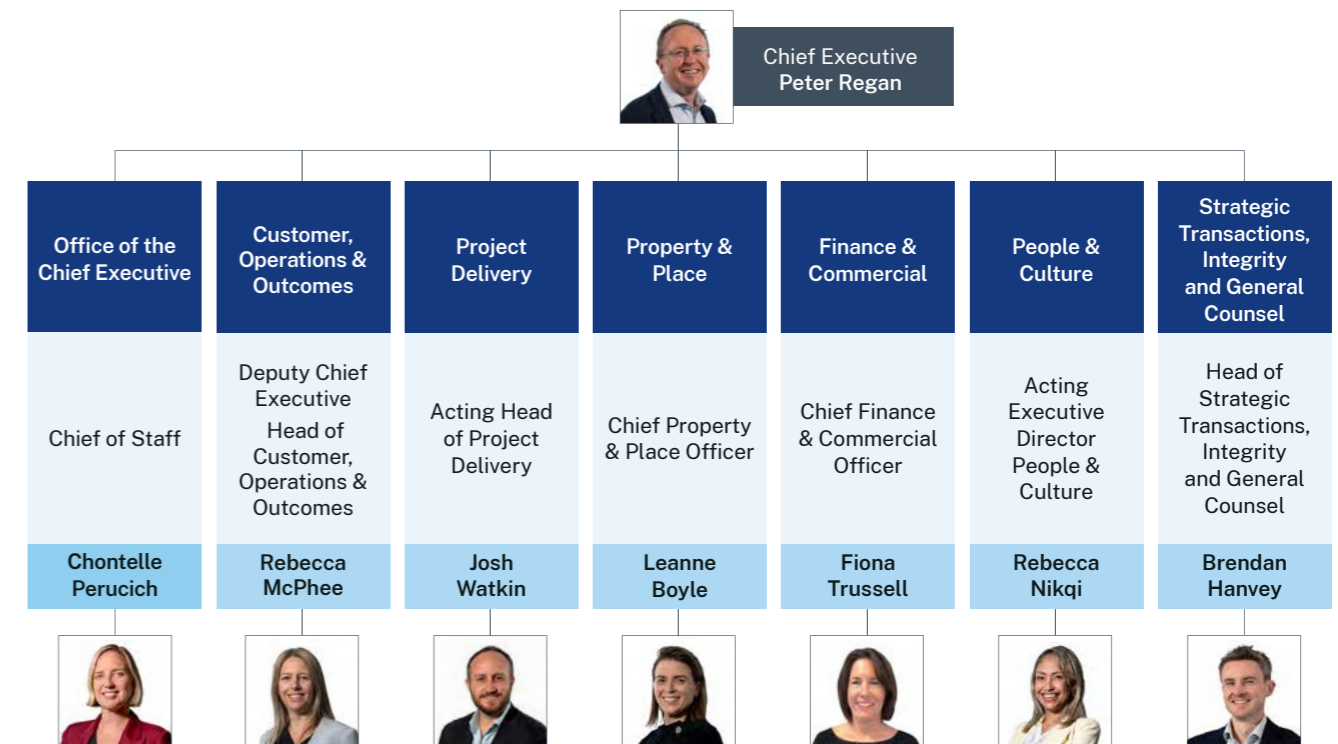 Chief Executive
Peter Regan
Office of the
Chief Executive
Customer,
Operations &
Outcomes
Project
Delivery
Property &
Place
Finance &
Commercial
People &
Culture
Strategic
Transactions,
Integrity
and General
Counsel
Chief of Staff
Deputy Chief
Executive
Head of
Customer,
Operations &
Outcomes
Acting Head
of Project
Delivery
Chief Property
& Place Officer
Chief Finance
& Commercial
Officer
Acting
Executive
Director
People &
Culture
Head of
Strategic
Transactions,
Integrity
and General
Counsel
Chontelle
Perucich
Rebecca
McPhee
Josh
Watkin
Leanne
Boyle
Fiona
Trussell
Rebecca
Nikqi
Brendan
Hanvey